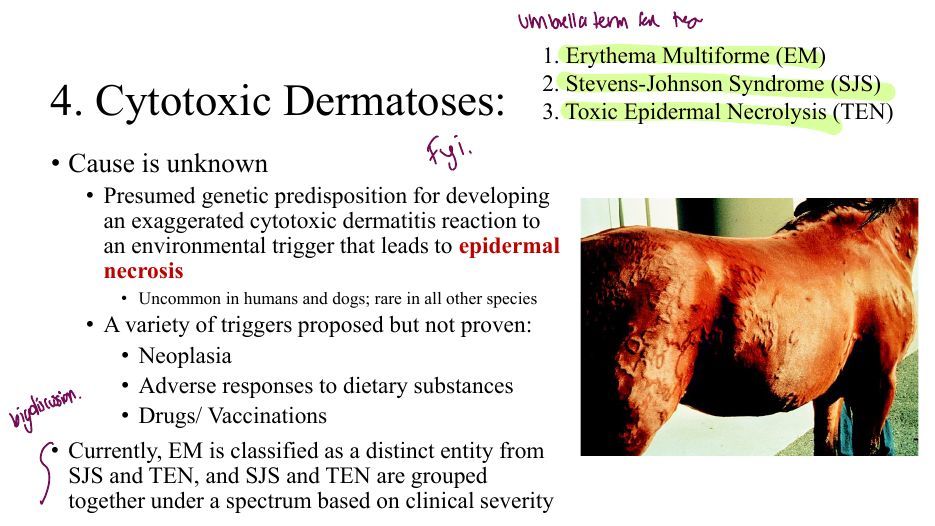 umbrella term for
1. Erythema Multiforme (EM)
2. Stevens-Johnson Syndrome (SJS)
3. Toxic Epidermal Necrolysis (TEN)
4. Cytotoxic Dermatoses:
Fyi.
• Cause is unknown
• Presumed genetic predisposition for developing
an exaggerated cytotoxic dermatitis reaction to
an environmental trigger that leads to epidermal
necrosis
• Uncommon in humans and dogs; rare in all other species
• A variety of triggers proposed but not proven:
• Neoplasia
• Adverse responses to dietary substances
• Drugs/ Vaccinations
big discussion.
• Currently, EM is classified as a distinct entity from
SJS and TEN, and SJS and TEN are grouped
together under a spectrum based on clinical severity